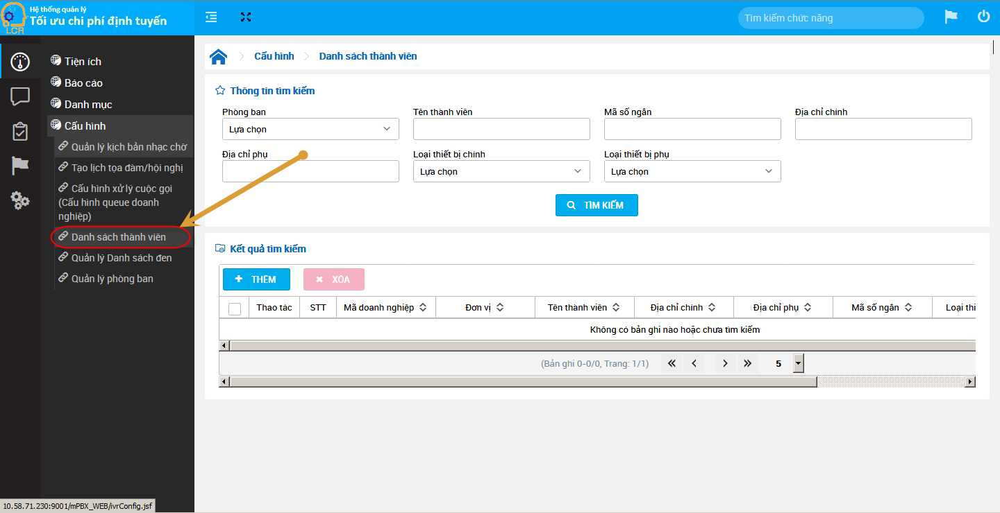 Hệ thống quản lý
Tối ưu chi phí định tuyến
LCR
Tìm kiếm chức năng
Tiện ích
Báo cáo
Danh mục
Cấu hình
Quản lý kịch bản nhạc chờ
Tạo lịch tọa đàm/hội nghị
Cấu hình xử lý cuộc gọi
(Cấu hình queue doanh
nghiệp)
Danh sách thành viên
Quản lý Danh sách đen
Quản lý phòng ban
Cấu hình
Danh sách thành viên
Thông tin tìm kiếm
Phòng ban
Tên thành viên
Mã số ngắn
Địa chỉ chính
Lựa chọn
Địa chỉ phụ
Loại thiết bị chính
Loại thiết bị phụ
Lựa chọn
Lựa chọn
TÌM KIẾM
Kết quả tìm kiếm
THÊM
XÓA
Thao tác
STT
Mã doanh nghiệp
Đơn vị
Tên thành viên
Địa chỉ chính
Địa chỉ phụ
Mã số ngắn
Loại thi
Không có bản ghi nào hoặc chưa tìm kiếm
(Bản ghi 0-0/0, Trang: 1/1)
5
10.58.71.230:9001/mPBX_WEB/ivrConfig.jsf